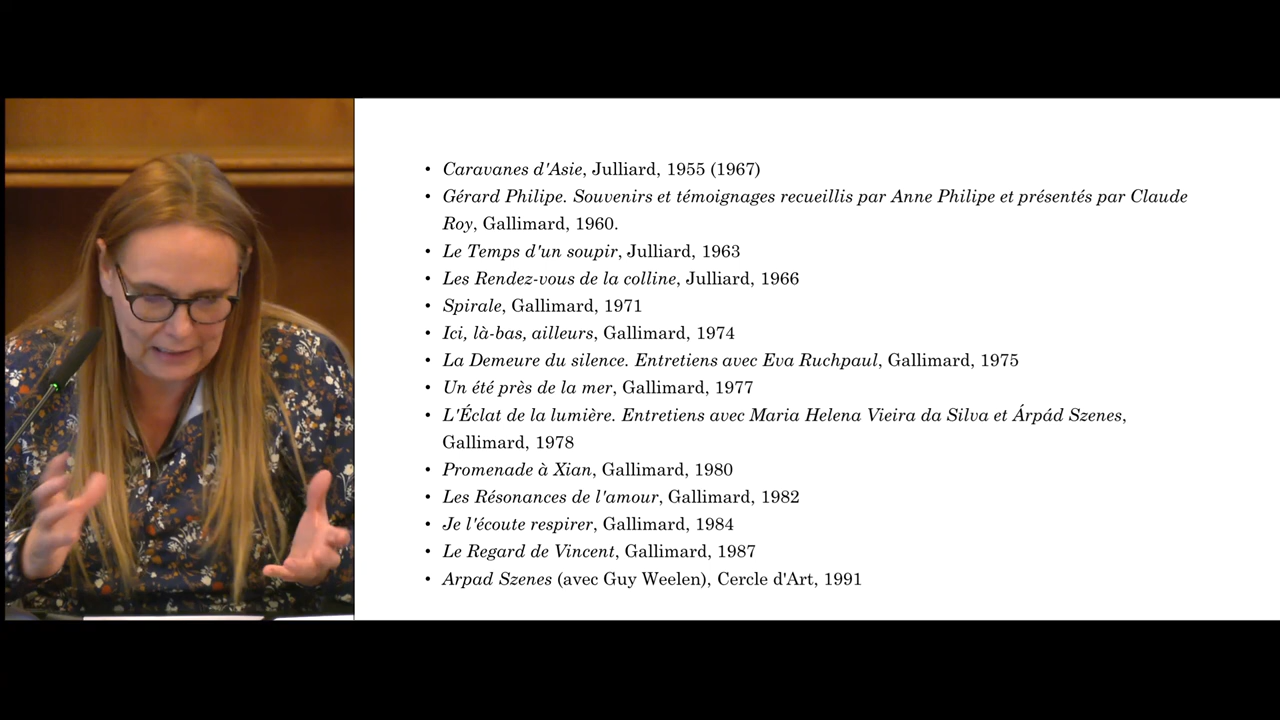 • Caravanes d'Asie, Julliard, 1955 (1967)
• Gérard Philipe. Souvenirs et témoignages recueillis par Anne Philipe et présentés par Claude
Roy, Gallimard, 1960.
• Le Temps d'un soupir, Julliard, 1963
• Les Rendez-vous de la colline, Julliard, 1966
• Spirale, Gallimard, 1971
• Ici, là-bas, ailleurs, Gallimard, 1974
• La Demeure du silence. Entretiens avec Eva Ruchpaul, Gallimard, 1975
• Un été près de la mer, Gallimard, 1977
• L'Éclat de la lumière. Entretiens avec Maria Helena Vieira da Silva et Árpád Szenes,
Gallimard, 1978
• Promenade à Xian, Gallimard, 1980
• Les Résonances de l'amour, Gallimard, 1982
• Je l'écoute respirer, Gallimard, 1984
• Le Regard de Vincent, Gallimard, 1987
• Arpad Szenes (avec Guy Weelen), Cercle d'Art, 1991